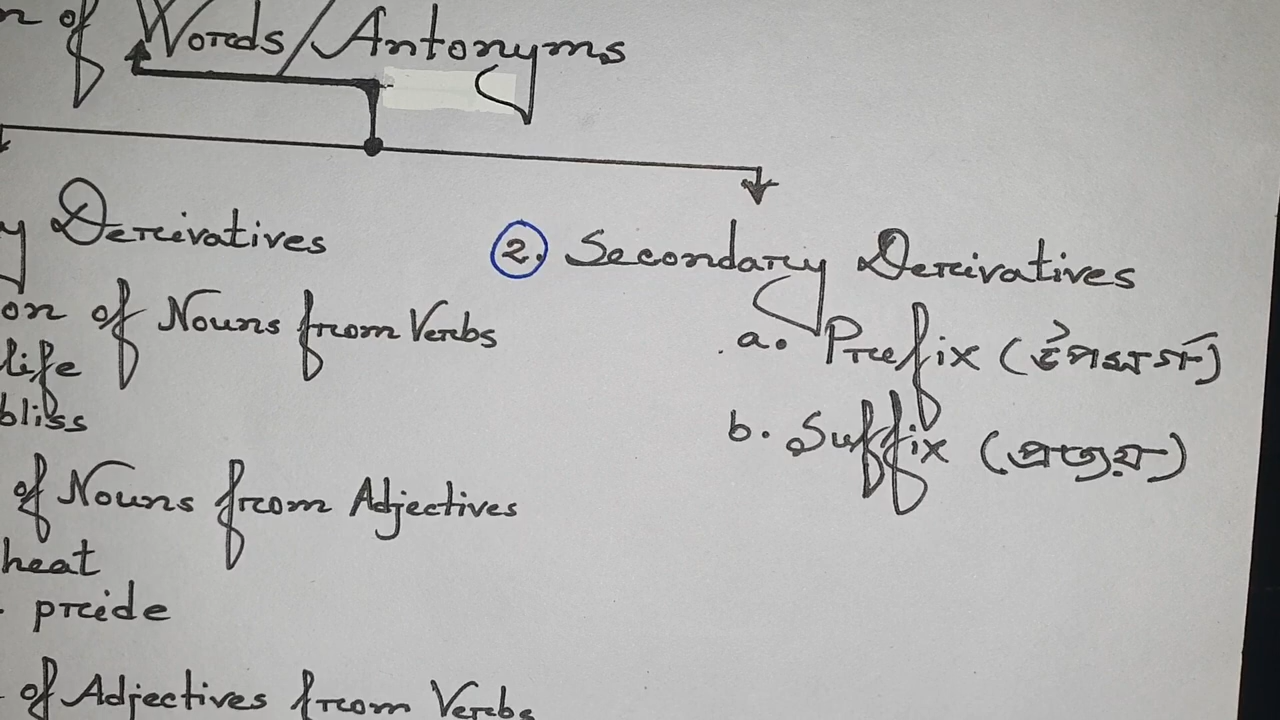 n of Words/Antonyms
y Derivatives
on of Nouns from Verbs
life
bliss
of Nouns from Adjectives
heat
- pride
- of Adjectives from Verbs
2. Secondary Derivatives
a. Prefix (উপসর্গ)
b. Suffix (প্রত্যয়)